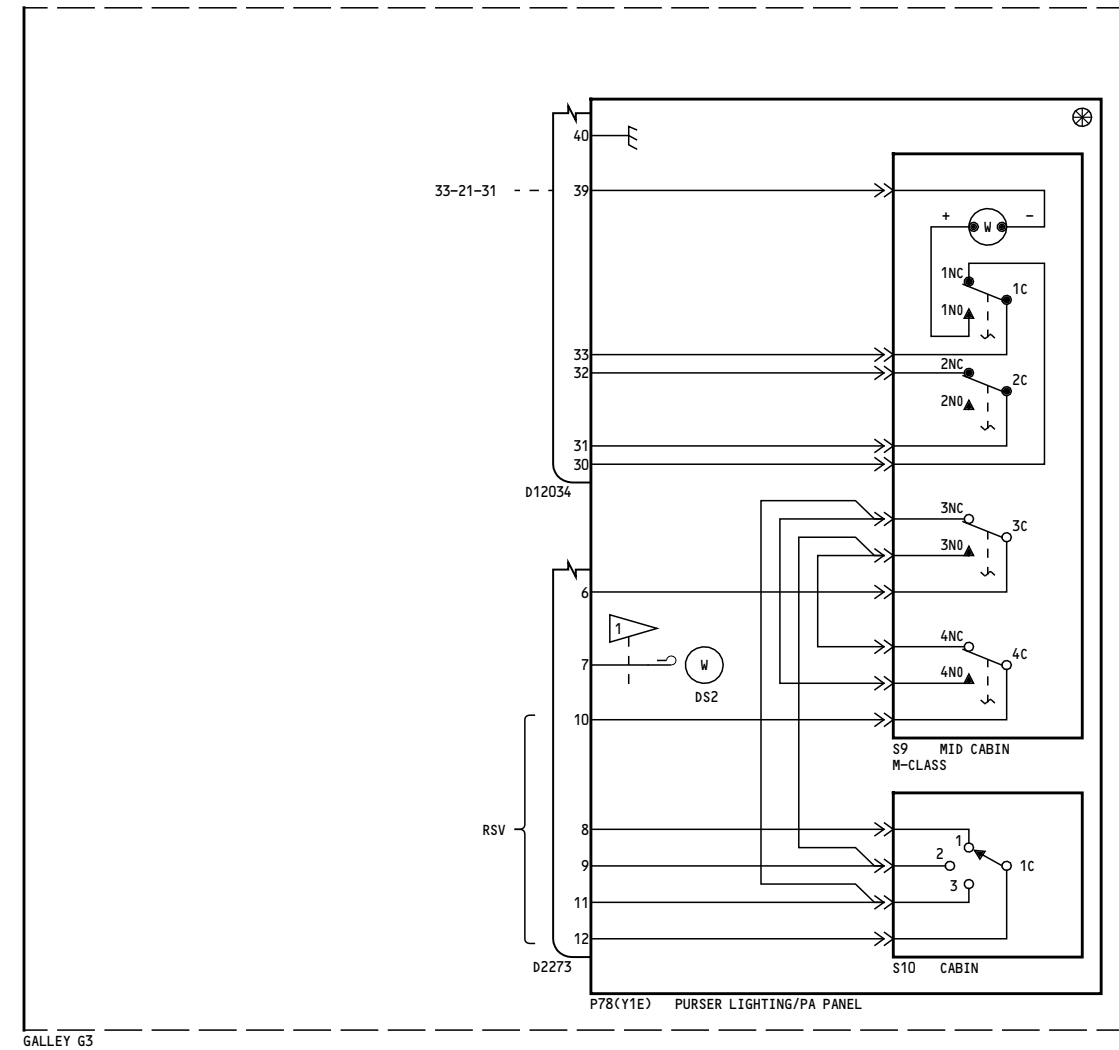 40
33-21-31
39
+ W -
1NC
1C
1NO
33
2NC
32
2C
2NO
31
30
D12034
3NC
3C
3NO
6
1
4NC
4C
7
W
4NO
DS2
10
S9 MID CABIN
M-CLASS
RSV
8
1
2
9
1C
3
11
12
D2273
S10 CABIN
P78(Y1E) PURSER LIGHTING/PA PANEL
GALLEY G3